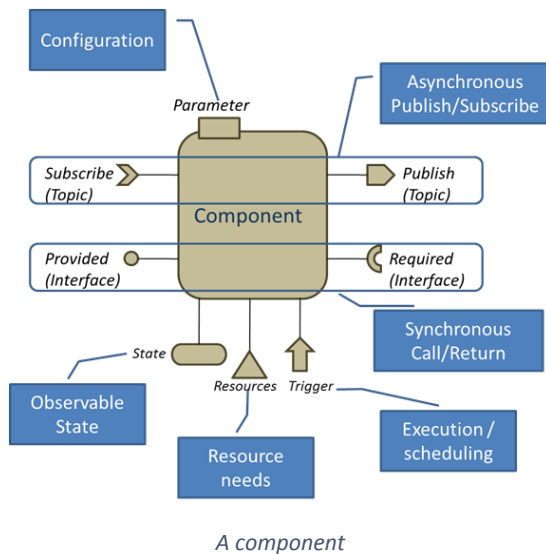 Configuration
Asynchronous
Publish/Subscribe
Parameter
Subscribe
(Topic)
Publish
(Topic)
Component
Provided
(Interface)
Required
(Interface)
Synchronous
Call/Return
State
Resources
Trigger
Observable
State
Resource
needs
Execution /
scheduling
A component